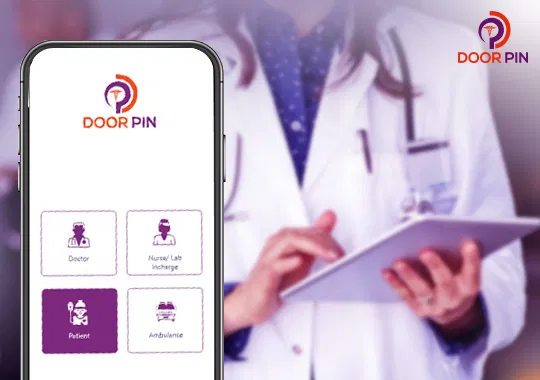 DOOR PIN
DOOR PIN
Doctor
Nurse/ Lab
Incharge
Patient
Ambulance